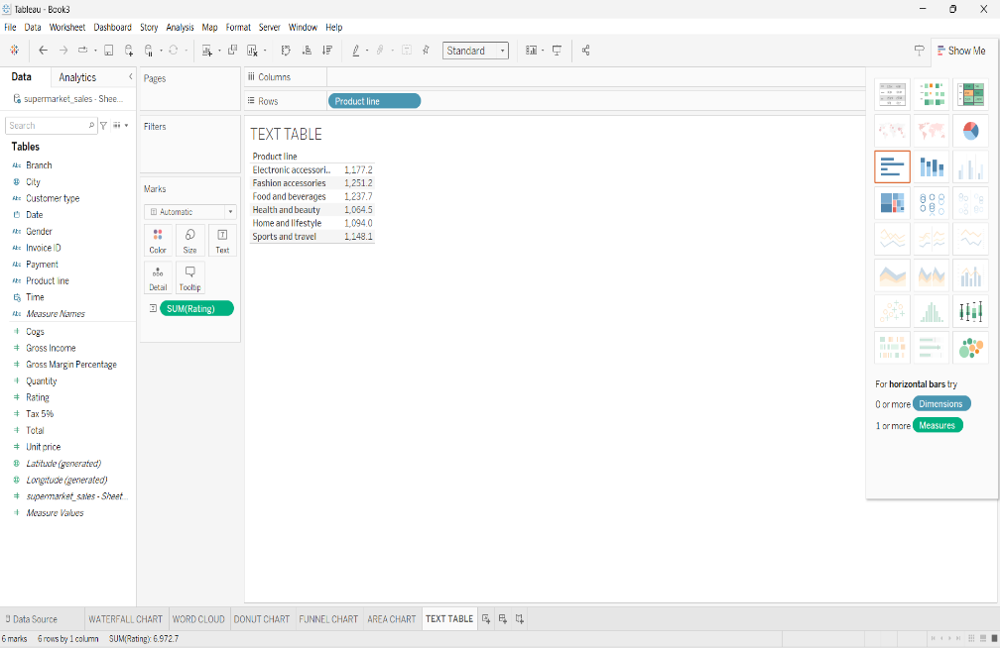 Tableau - Book3
File Data Worksheet Dashboard Story Analysis Map Format Server Window Help
Standard
Show Me
Data Analytics
supermarket_sales - Shee...
Search
Tables
Abc Branch
City
Abc Customer type
Date
Abc Gender
Abc Invoice ID
Abc Payment
Abc Product line
Time
Abc Measure Names
Cogs
Gross Income
Gross Margin Percentage
Quantity
Rating
Tax 5%
Total
Unit price
Latitude (generated)
Longitude (generated)
supermarket_sales - Sheet...
Measure Values
Pages
Filters
Marks
Automatic
Color Size Text
Detail Tooltip
SUM(Rating)
Columns
Rows Product line
TEXT TABLE
Product line
Electronic accessori.. 1,177.2
Fashion accessories 1,251.2
Food and beverages 1,237.7
Health and beauty 1,064.5
Home and lifestyle 1,094.0
Sports and travel 1,148.1
For horizontal bars try
0 or more Dimensions
1 or more Measures
Data Source WATERFALL CHART WORD CLOUD DONUT CHART FUNNEL CHART AREA CHART TEXT TABLE
6 marks 6 rows by 1 column SUM(Rating): 6,972.7